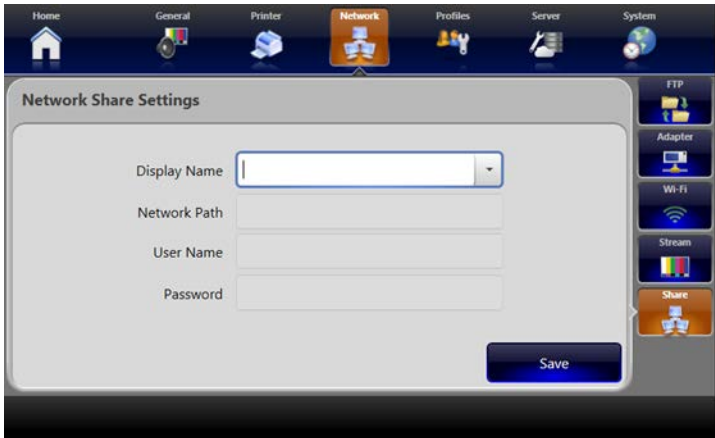 Home General Printer Network Profiles Server System
Network Share Settings
FTP
Adapter
Display Name
Wi-Fi
Network Path
User Name
Stream
Password
Share
Save